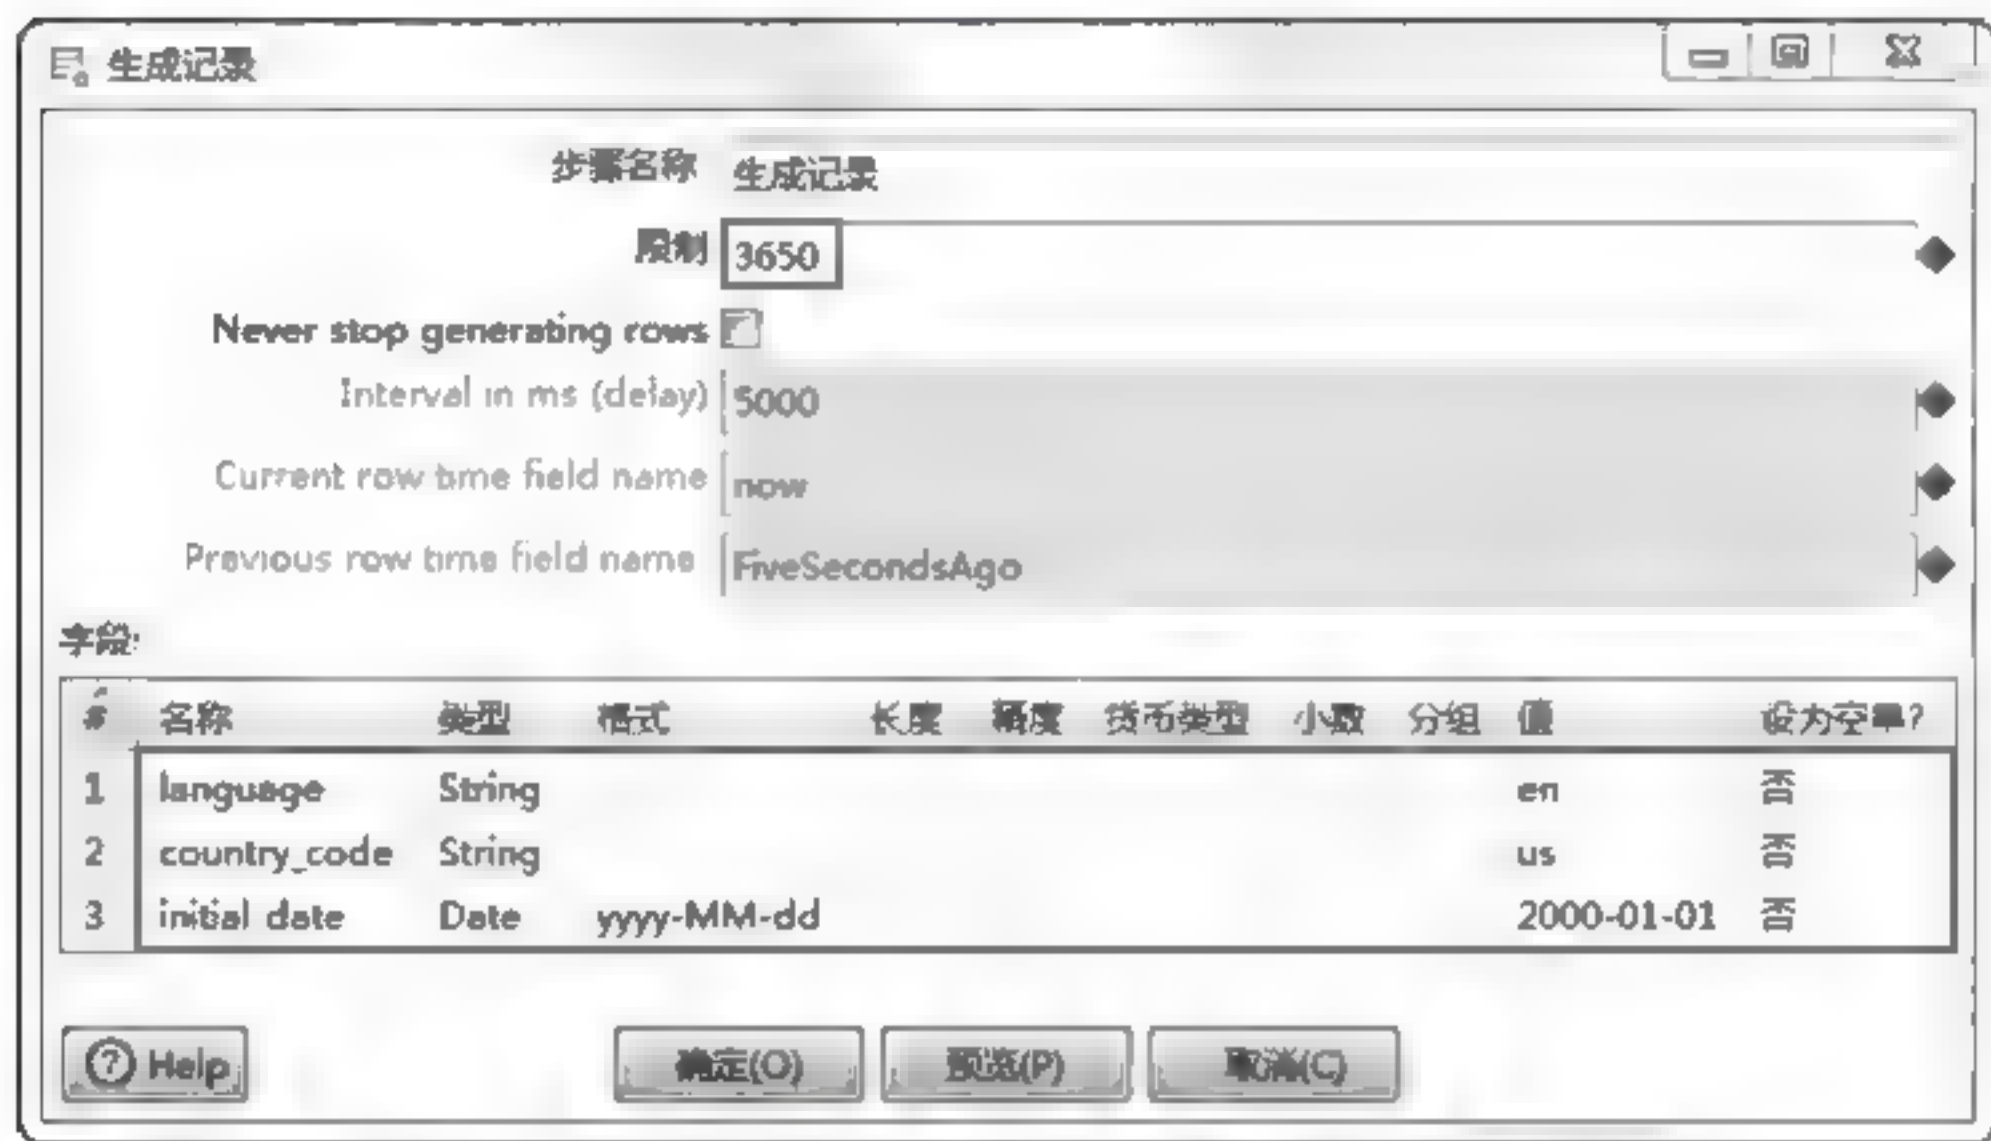 生成记录
步骤名称 生成记录
限制 3650
Never stop generating rows
Interval in ms (delay) 5000
Current row time field name now
Previous row time field name FiveSecondsAgo
字段:
# 名称 类型 格式 长度 精度 货币类型 小数 分组 值 设为空串?
1 language String en 否
2 country_code String us 否
3 initial date Date yyyy-MM-dd 2000-01-01 否
Help 确定(O) 预览(P) 取消(C)